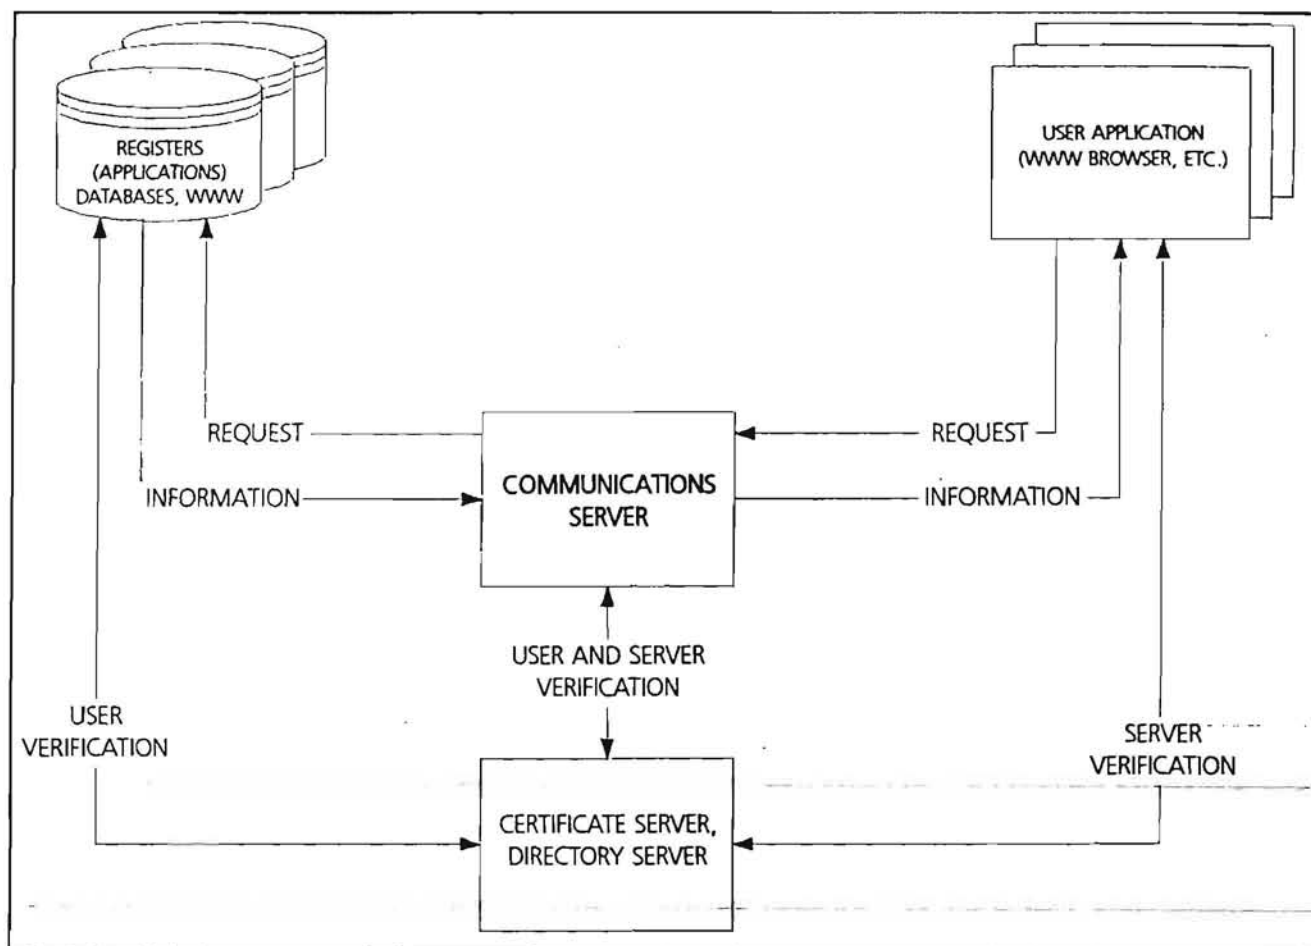 REGISTERS
(APPLICATIONS)
DATABASES, WWW
USER APPLICATION
(WWW BROWSER, ETC.)
REQUEST
REQUEST
INFORMATION
COMMUNICATIONS
SERVER
INFORMATION
USER AND SERVER
VERIFICATION
USER
VERIFICATION
SERVER
VERIFICATION
CERTIFICATE SERVER,
DIRECTORY SERVER